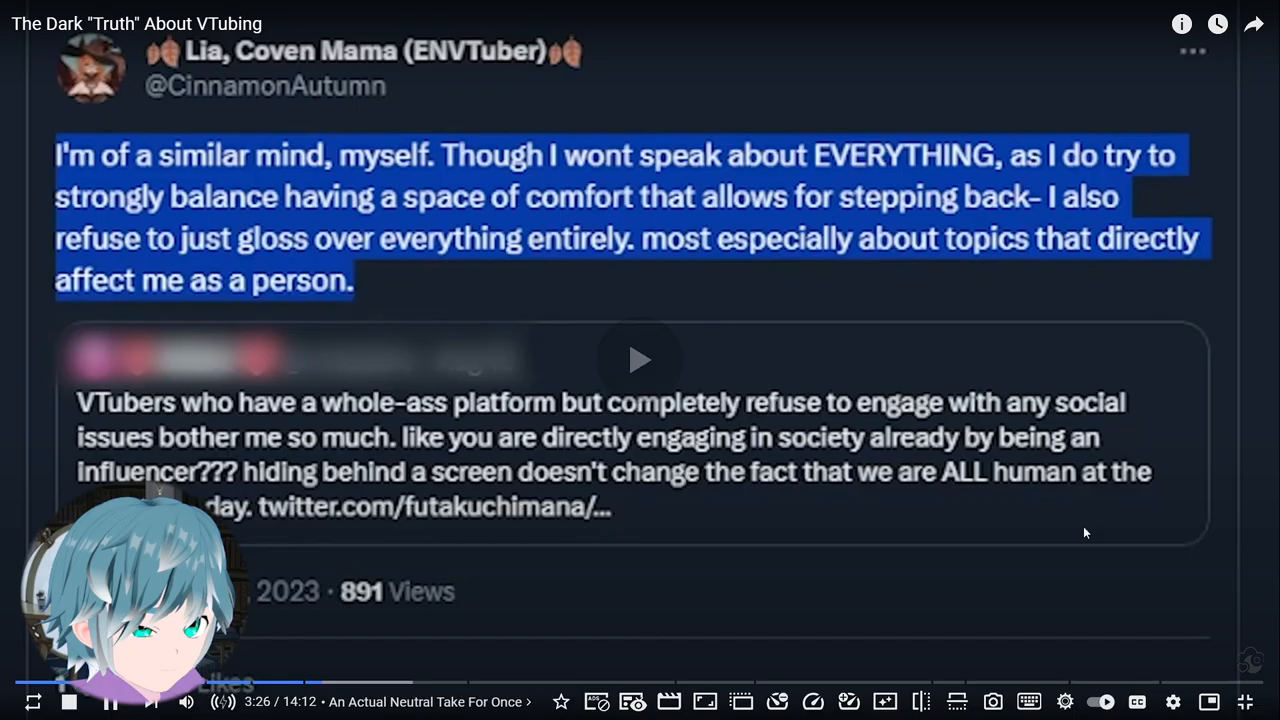 The Dark "Truth" About VTubing
Lia, Coven Mama (ENVTuber)
@CinnamonAutumn
I'm of a similar mind, myself. Though I wont speak about EVERYTHING, as I do try to
strongly balance having a space of comfort that allows for stepping back- I also
refuse to just gloss over everything entirely. most especially about topics that directly
affect me as a person.
VTubers who have a whole-ass platform but completely refuse to engage with any social
issues bother me so much. like you are directly engaging in society already by being an
influencer??? hiding behind a screen doesn't change the fact that we are ALL human at the
day. twitter.com/futakuchimana/...
, 2023 · 891 Views
Likes
3:26 / 14:12 • An Actual Neutral Take For Once >
ADS
CC